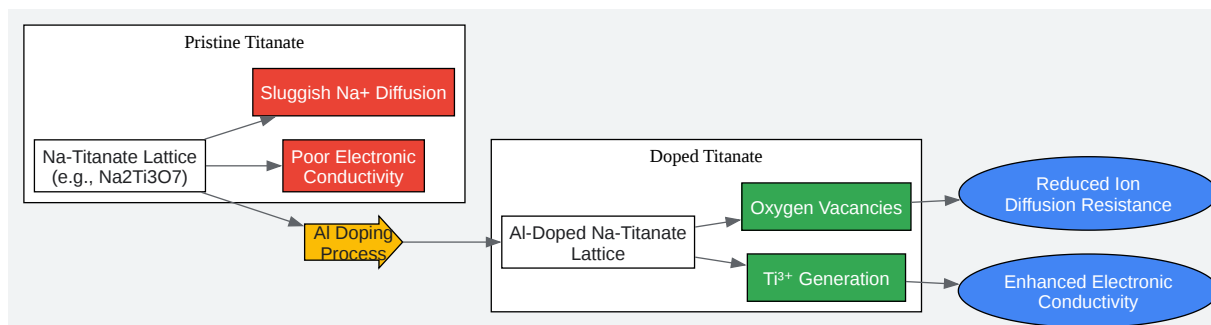 Pristine Titanate
Sluggish Na+ Diffusion
Na-Titanate Lattice
(e.g., Na2Ti3O7)
Poor Electronic
Conductivity
Al Doping
Process
Doped Titanate
Al-Doped Na-Titanate
Lattice
Oxygen Vacancies
Ti³⁺ Generation
Reduced Ion
Diffusion Resistance
Enhanced Electronic
Conductivity